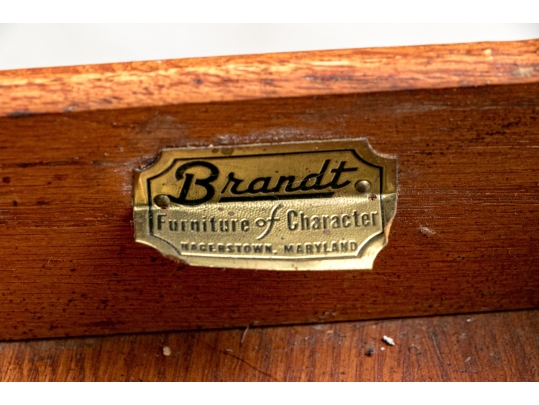 Brandt
Furniture of Character
HAGERSTOWN, MARYLAND